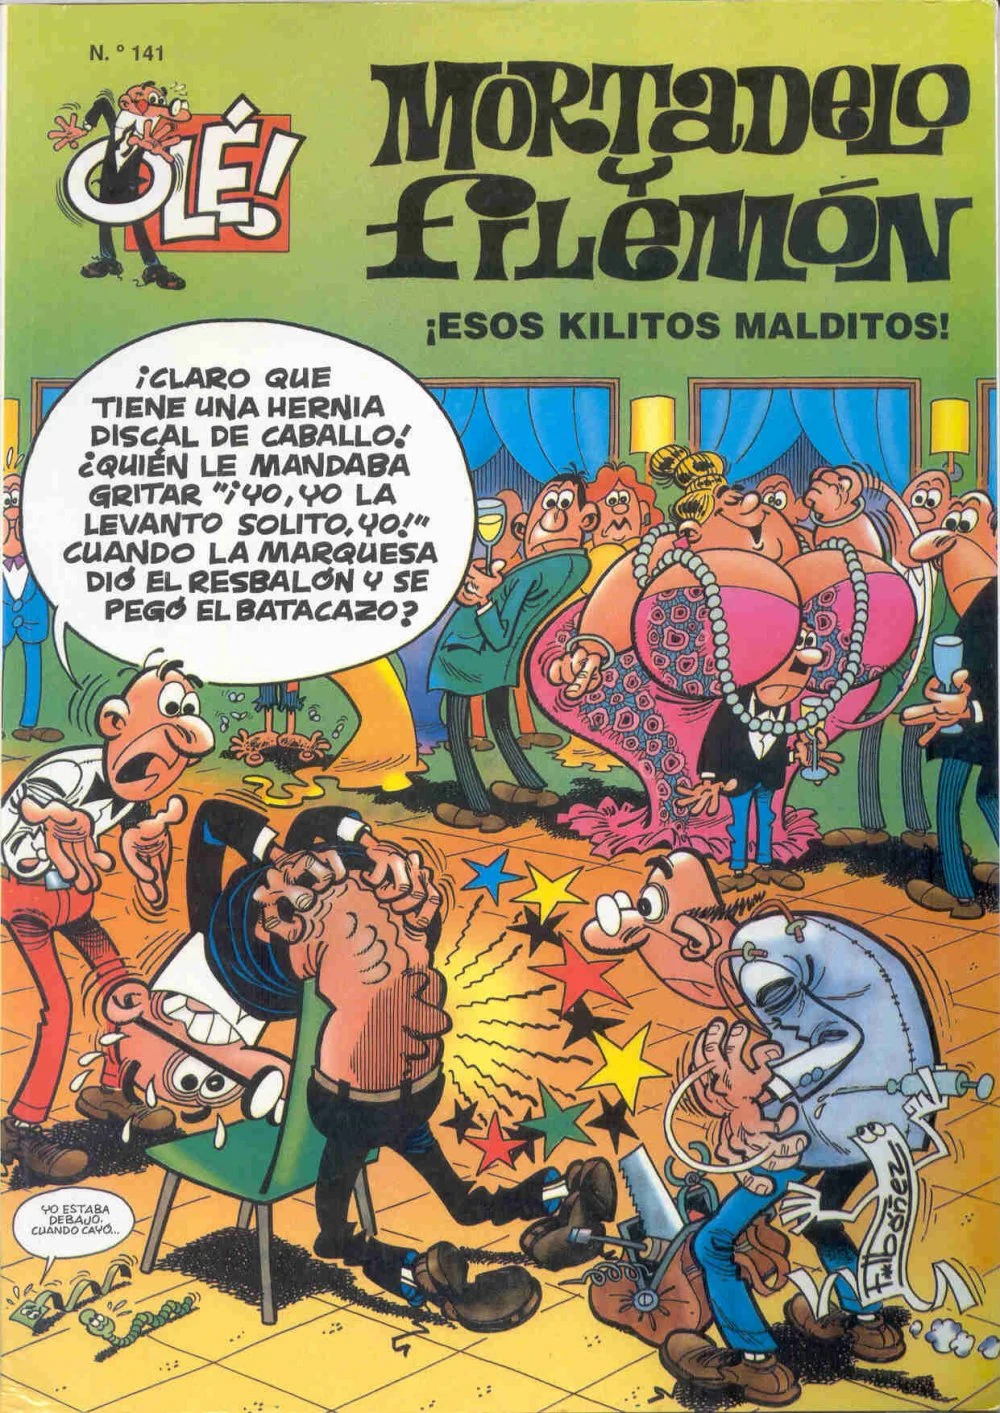 N.º 141
OLÉ!
MORTADELO
Y
FILEMÓN
¡ESOS KILITOS MALDITOS!
¡CLARO QUE
TIENE UNA HERNIA
DISCAL DE CABALLO!
¿QUIÉN LE MANDABA
GRITAR "¡YO, YO LA
LEVANTO SOLITO, YO!"
CUANDO LA MARQUESA
DIÓ EL RESBALÓN Y SE
PEGÓ EL BATACAZO?
YO ESTABA
DEBAJO,
CUANDO CAYÓ...
F. Ibáñez